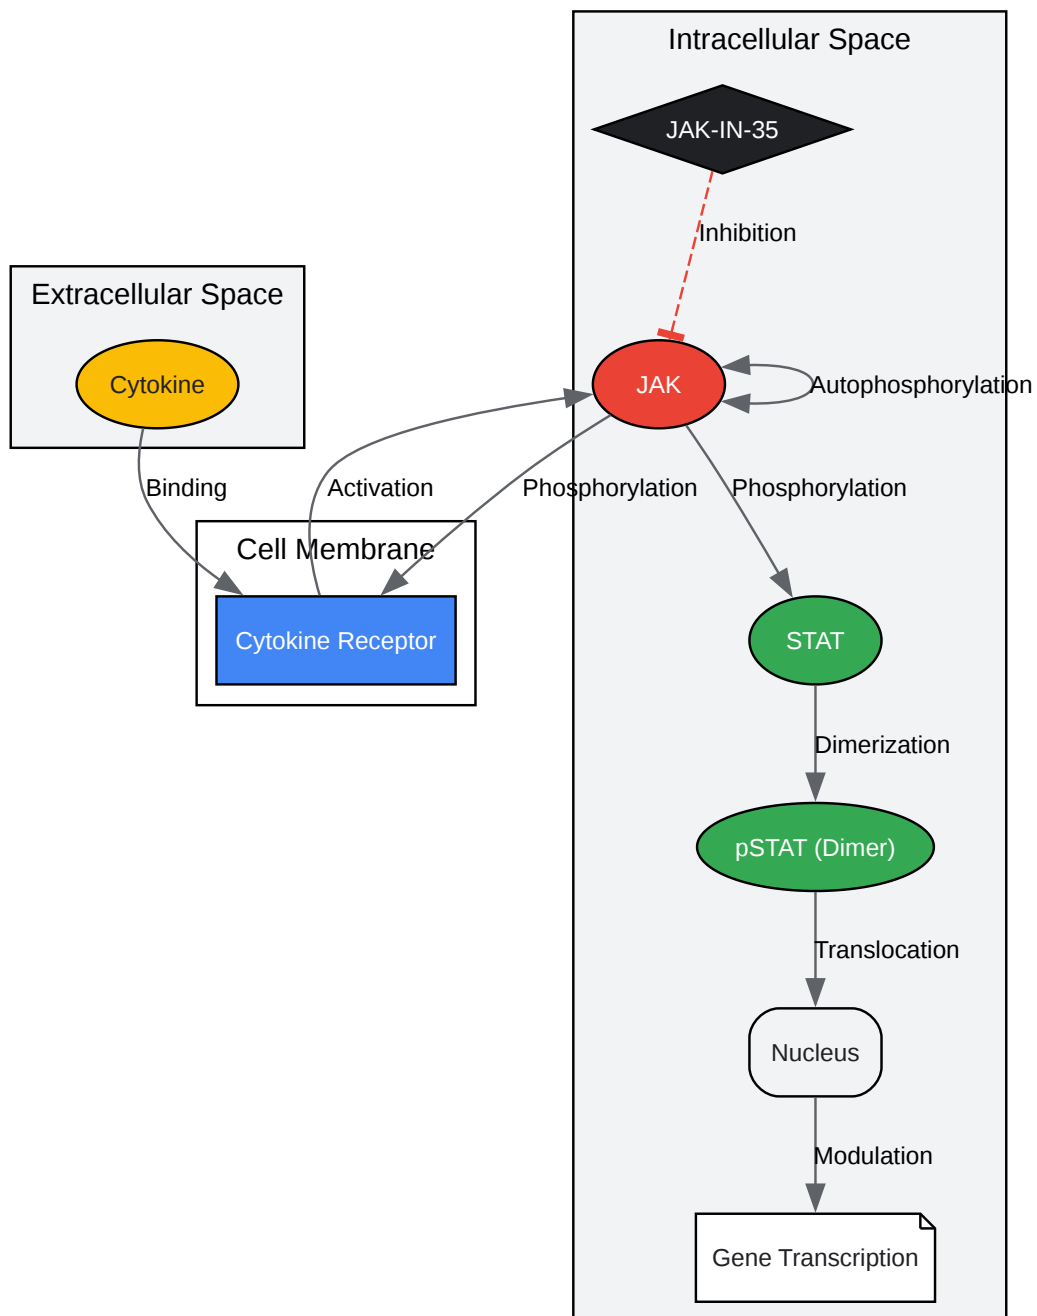 Intracellular Space
JAK-IN-35
Inhibition
Extracellular Space
Cytokine
JAK
Autophosphorylation
Binding
Activation
Phosphorylation
Phosphorylation
Cell Membrane
Cytokine Receptor
STAT
Dimerization
pSTAT (Dimer)
Translocation
Nucleus
Modulation
Gene Transcription